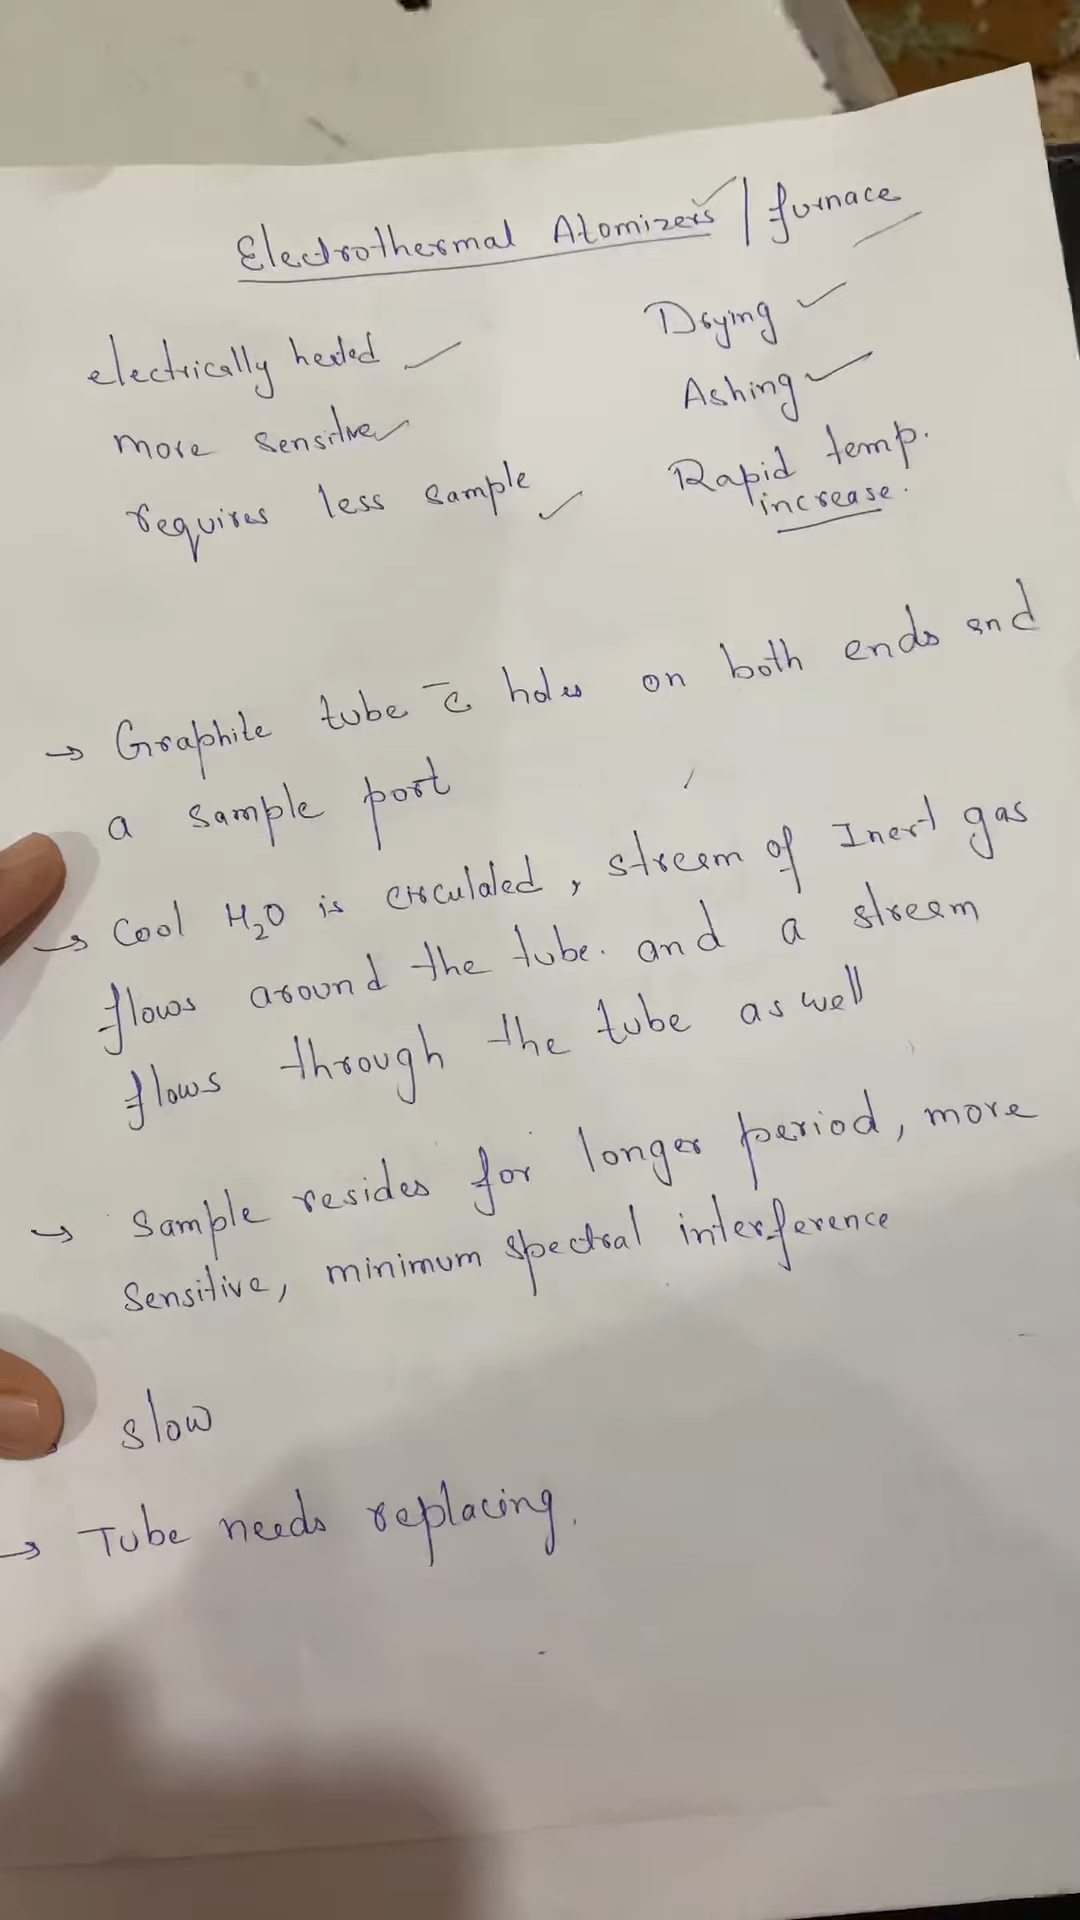 Electrothermal Atomizers / furnace
electrically heated
more sensitive
requires less sample
Drying
Ashing
Rapid temp.
increase.
→ Graphite tube c̄ holes on both ends and
a sample port
→ Cool H₂O is circulated, stream of Inert gas
flows around the tube. and a stream
flows through the tube as well
→ Sample resides for longer period, more
Sensitive, minimum spectral interference
slow
→ Tube needs replacing.